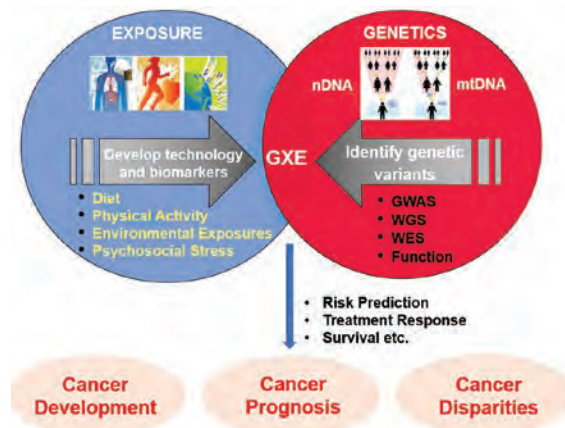 EXPOSURE
GENETICS
nDNA
mtDNA
Develop technology
and biomarkers
GXE
Identify genetic
variants
• Diet
• Physical Activity
• Environmental Exposures
• Psychosocial Stress
• GWAS
• WGS
• WES
• Function
• Risk Prediction
• Treatment Response
• Survival etc.
Cancer
Development
Cancer
Prognosis
Cancer
Disparities